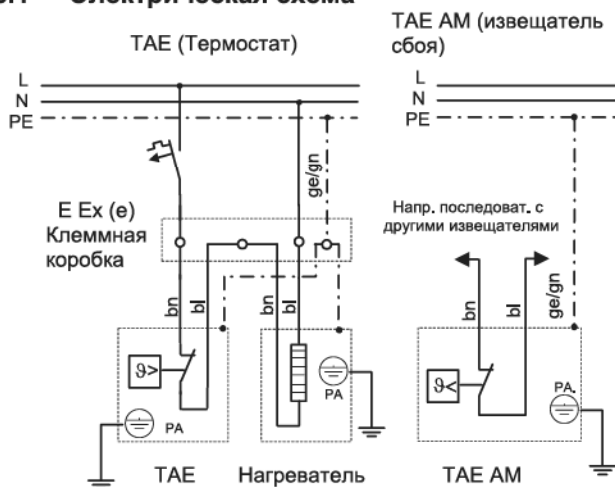 Электрическая схема
TAE (Термостат)
TAE AM (извещатель
сбоя)
L
N
PE
L
N
PE
ge/gn
E Ex (e)
Клеммная
коробка
Напр. последоват. с
другими извещателями
bn
bl
bn
bl
bn
bl
ge/gn
ϑ>
PA
PA
ϑ<
PA.
TAE
Нагреватель
TAE AM